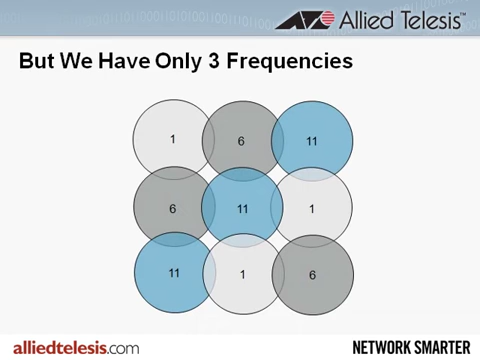 Allied Telesis™
But We Have Only 3 Frequencies
1 6 11
6 11 1
11 1 6
alliedtelesis.com NETWORK SMARTER